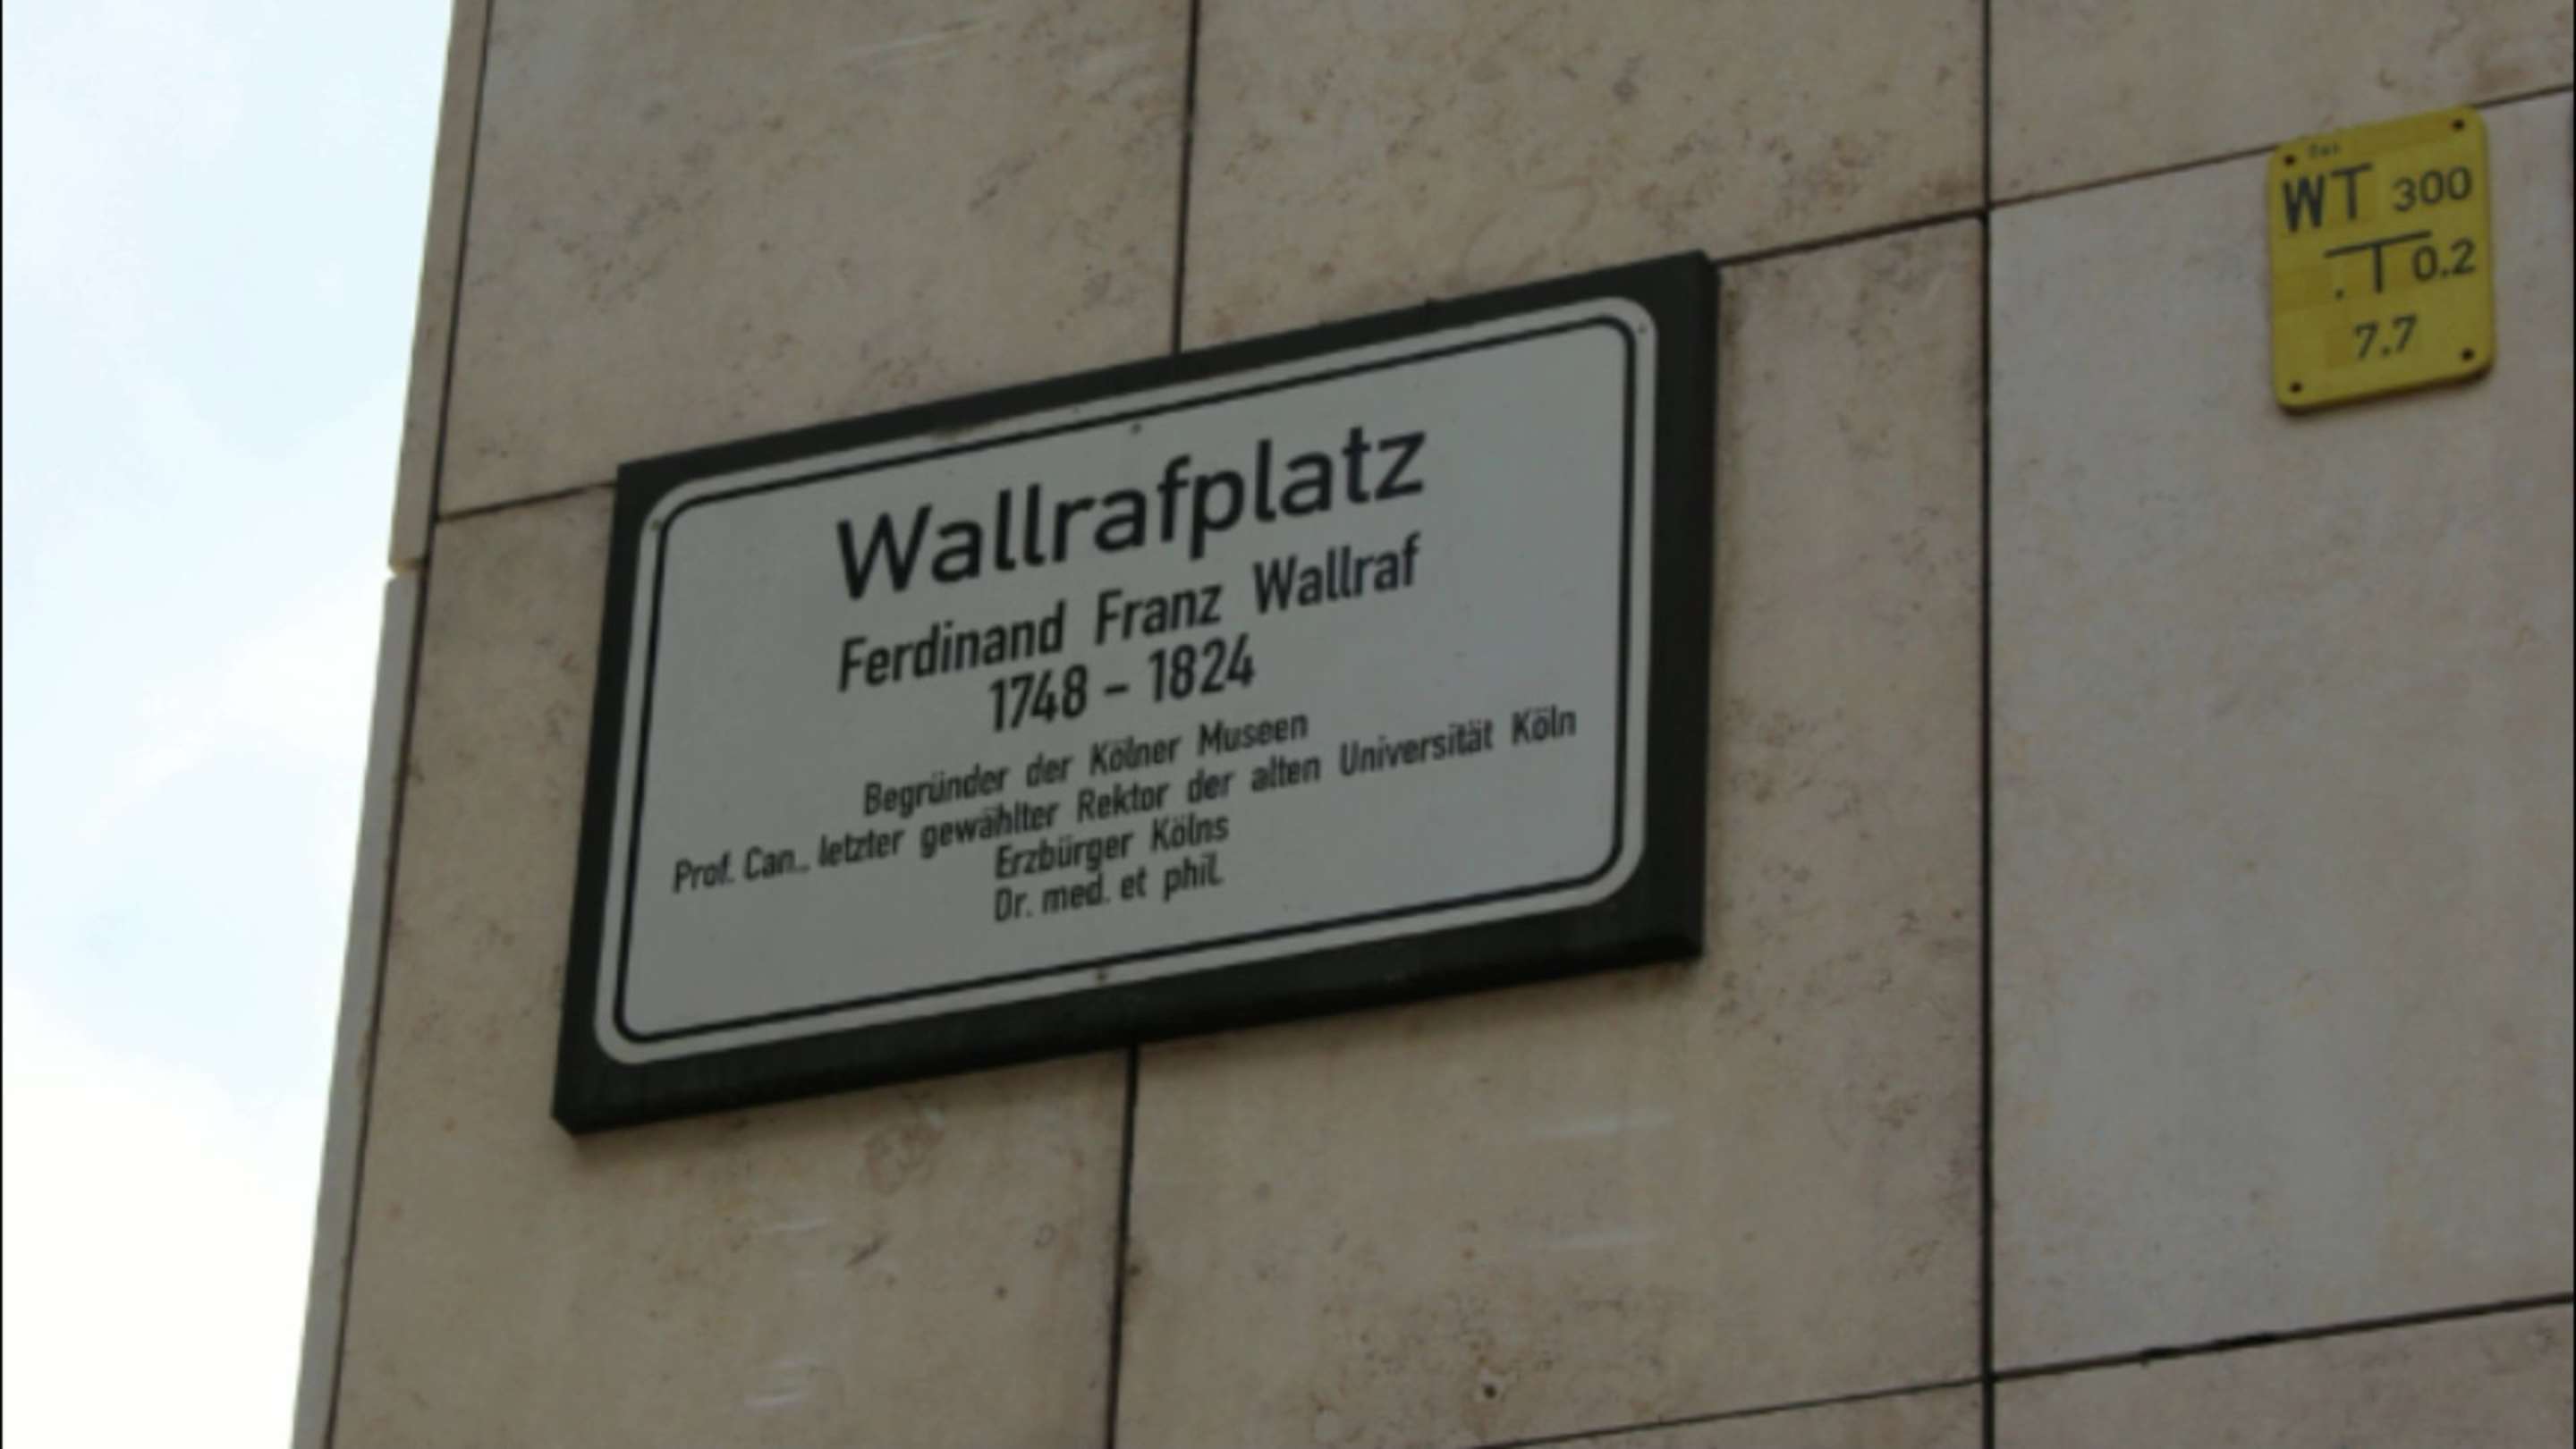 Wallrafplatz
Ferdinand Franz Wallraf
1748 - 1824
Begründer der Kölner Museen
Prof. Can., letzter gewählter Rektor der alten Universität Köln
Erzbürger Kölns
Dr. med. et phil.
WT 300
T 0.2
7.7